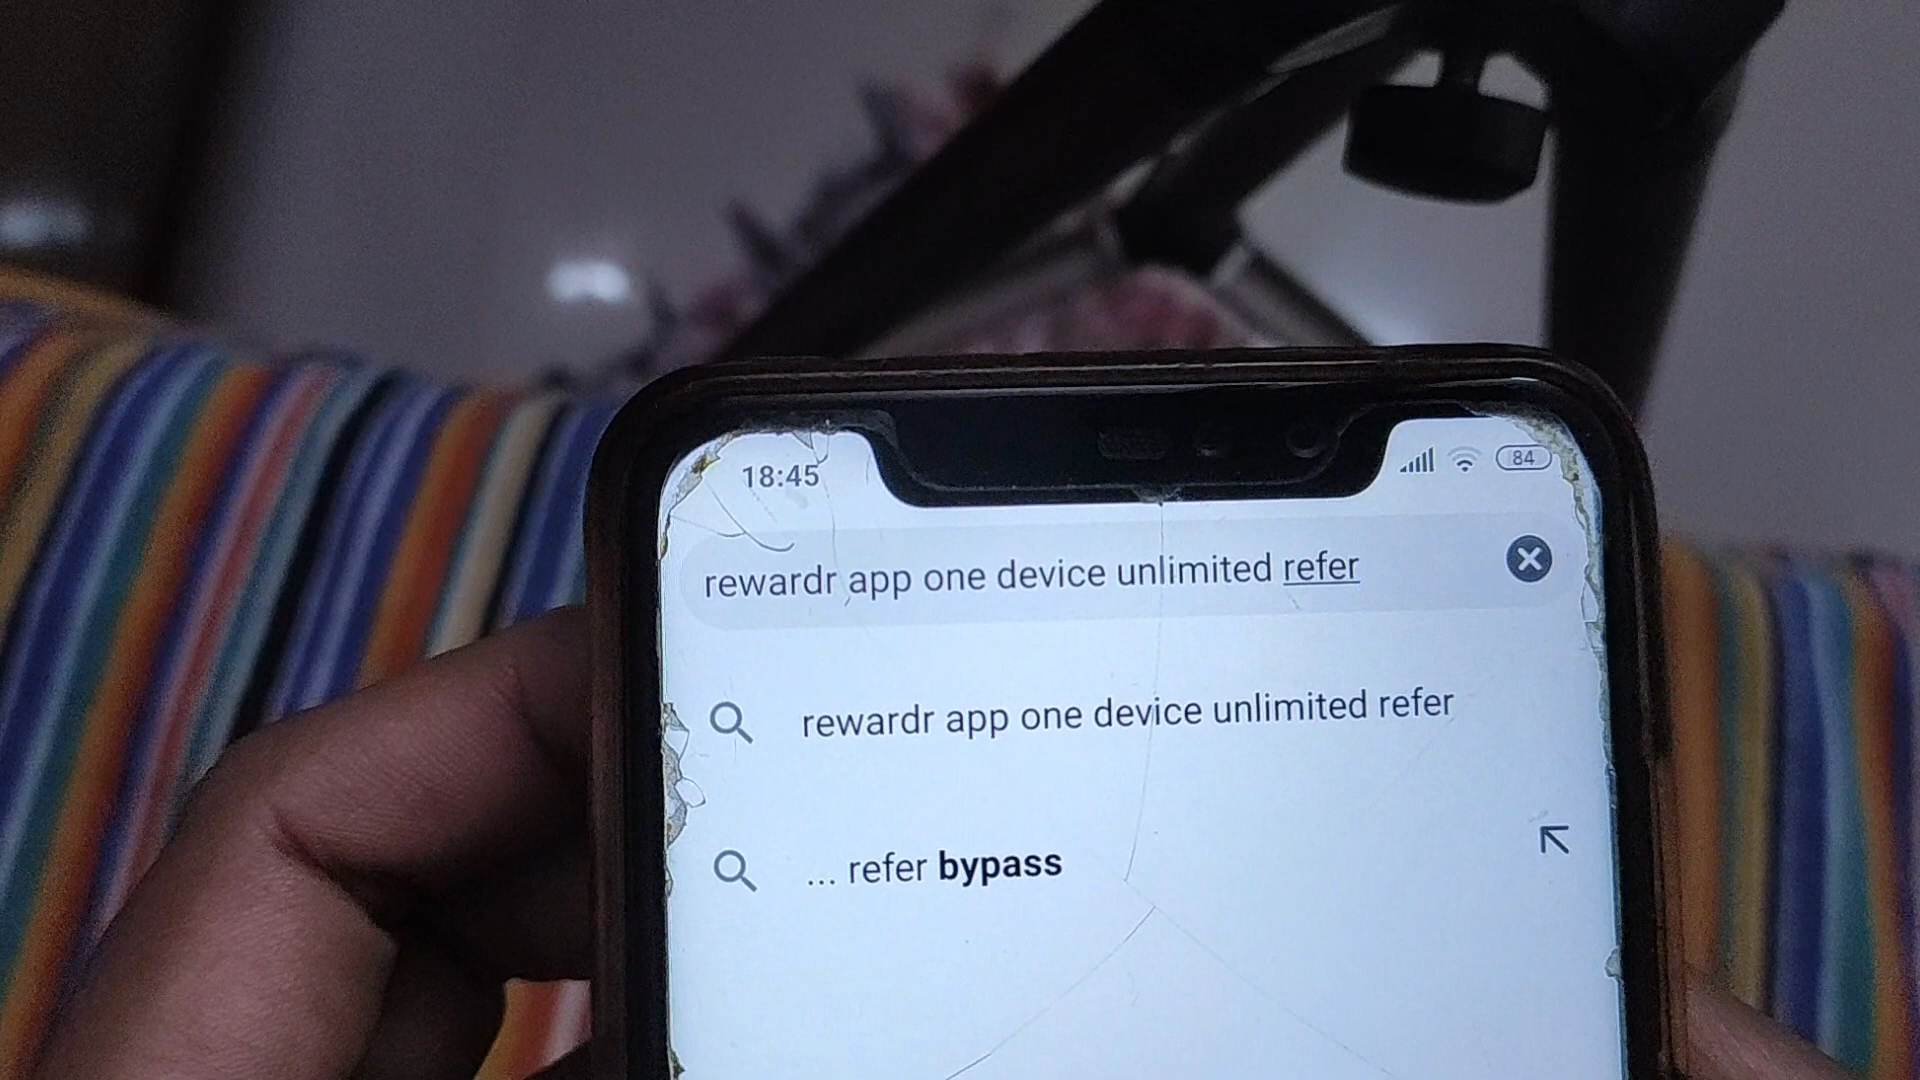 18:45
84
rewardr app one device unlimited refer
rewardr app one device unlimited refer
... refer bypass